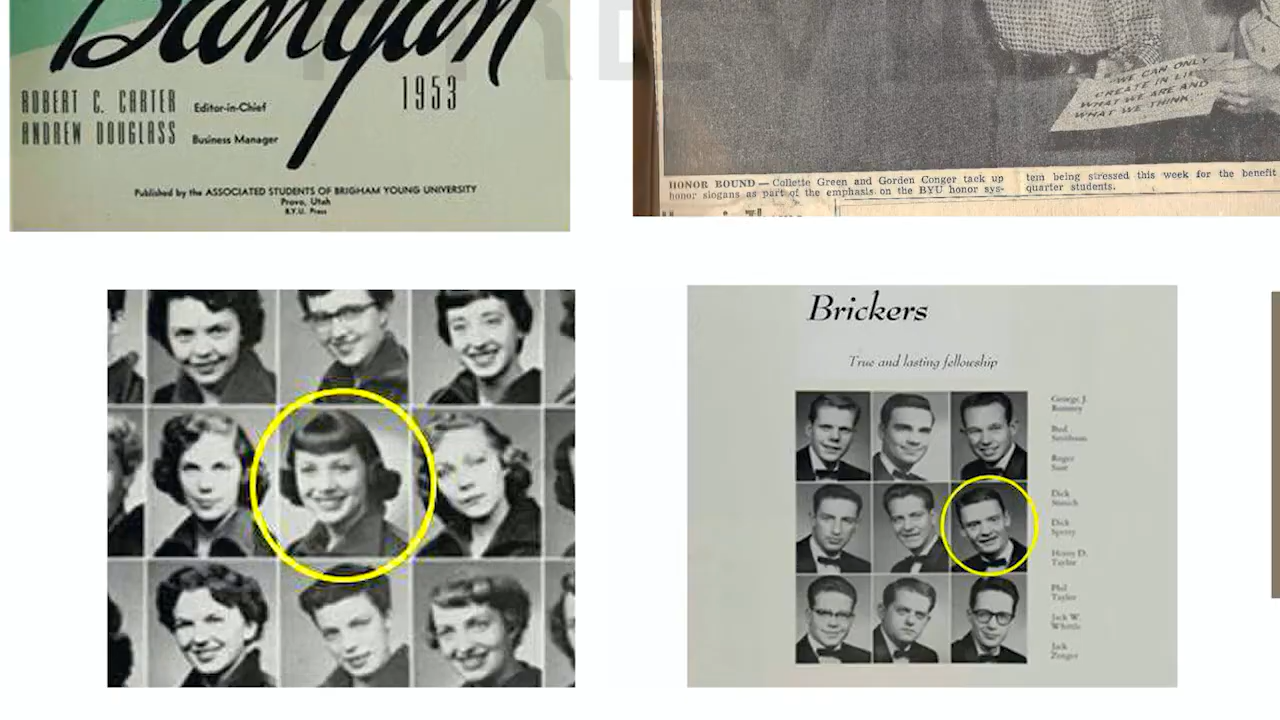 Banyan
1953
ROBERT C. CARTER Editor-in-Chief
ANDREW DOUGLASS Business Manager
Published by the ASSOCIATED STUDENTS OF BRIGHAM YOUNG UNIVERSITY
Provo, Utah
B.Y.U. Press
"WE CAN ONLY
CREATE IN LIFE
WHAT WE ARE AND
WHAT WE THINK."
HONOR BOUND — Collette Green and Gorden Conger tack up
honor slogans as part of the emphasis on the BYU honor sys-
tem being stressed this week for the benefit
quarter students.
Brickers
True and lasting fellowship
George J.
Romney
Bud
Smithson
Roger
Dick
Dick
Sperry
Henry D.
Taylor
Phil
Taylor
Jack W.
Whittle
Jack
Zenger